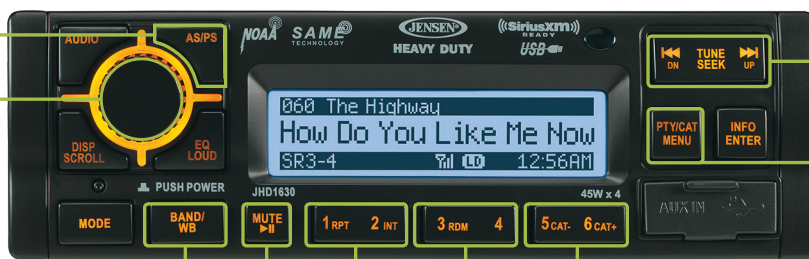 AUDIO
AS/PS
NOAA
SAME
TECHNOLOGY
JENSEN
HEAVY DUTY
((SiriusXM))
READY
USB
DN
TUNE
SEEK
UP
060 The Highway
How Do You Like Me Now
SR3-4
LD
12:56AM
DISP
SCROLL
EQ
LOUD
PTY/CAT
MENU
INFO
ENTER
PUSH POWER
JHD1630
45W x 4
AUX IN
MODE
BAND/
WB
MUTE
1 RPT 2 INT
3 RDM 4
5 CAT- 6 CAT+